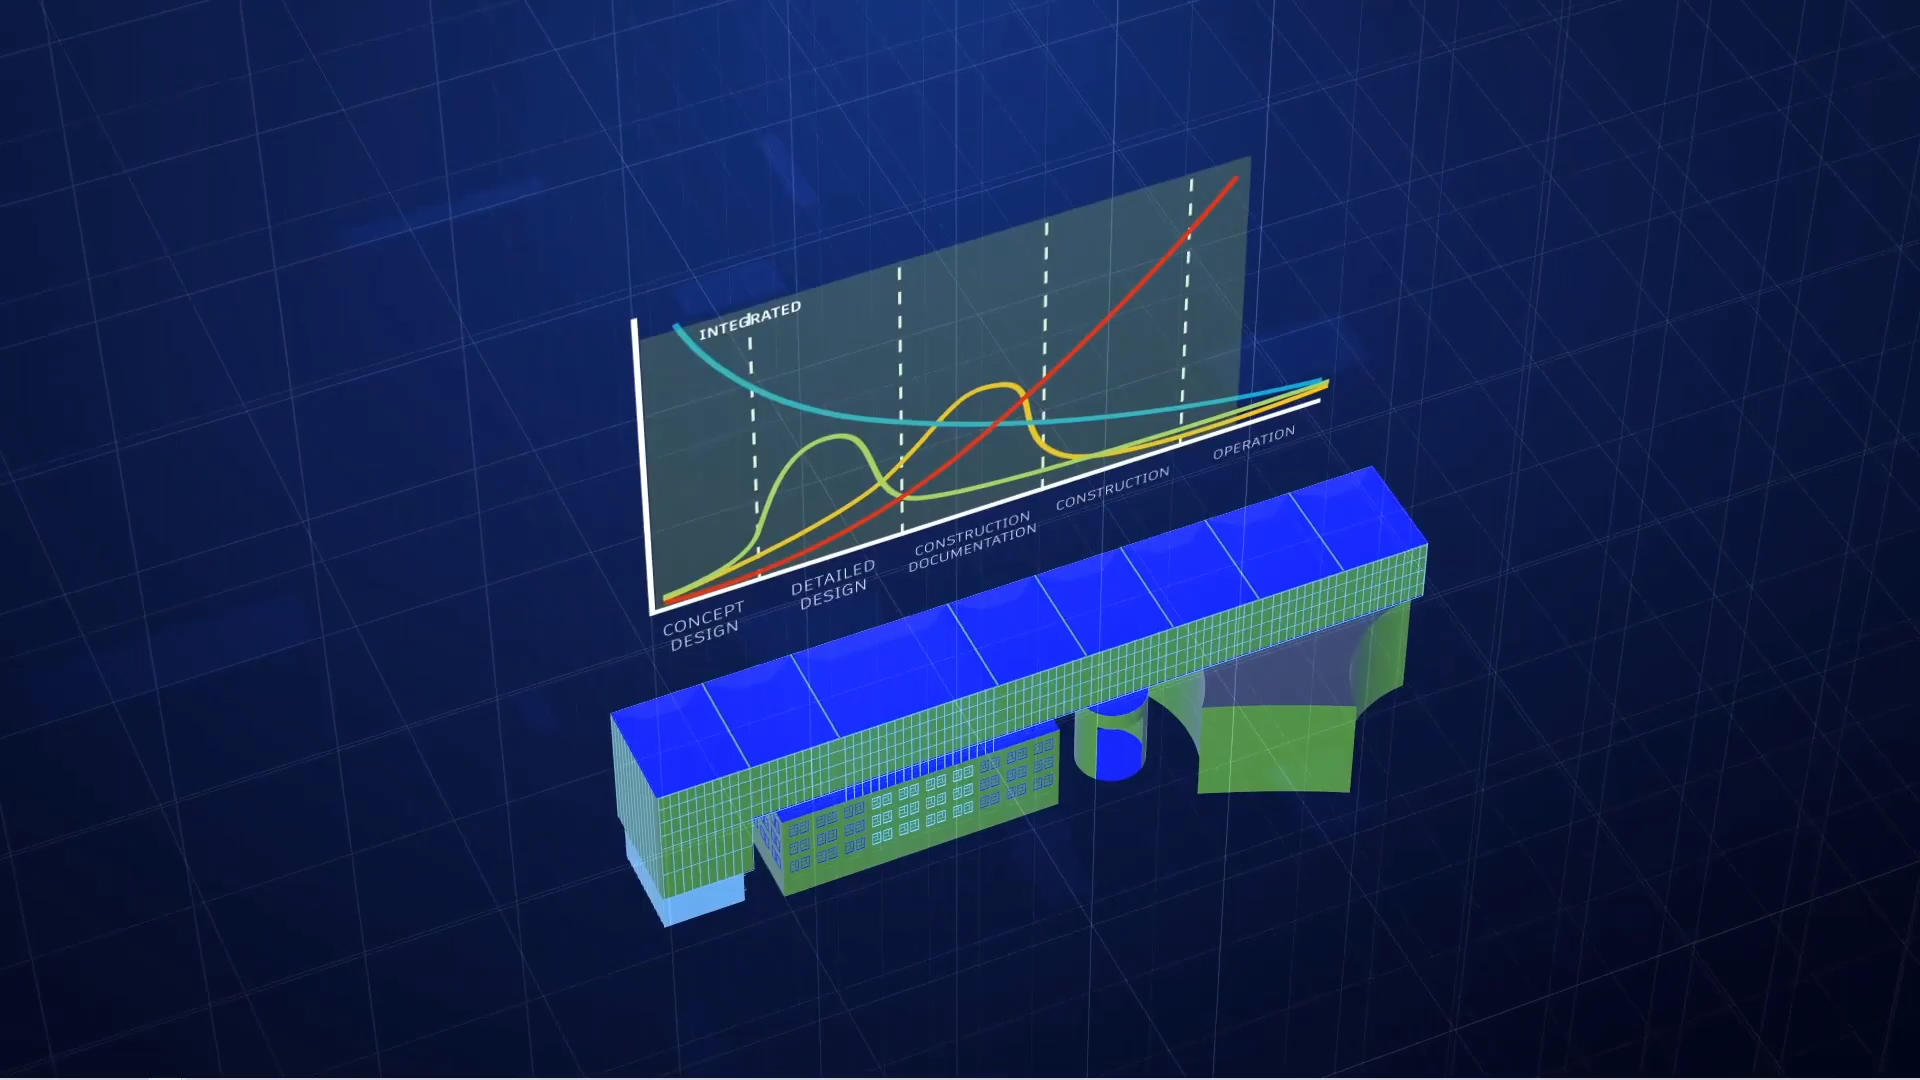 INTEGRATED
CONCEPT
DESIGN
DETAILED
DESIGN
CONSTRUCTION
DOCUMENTATION
CONSTRUCTION
OPERATION